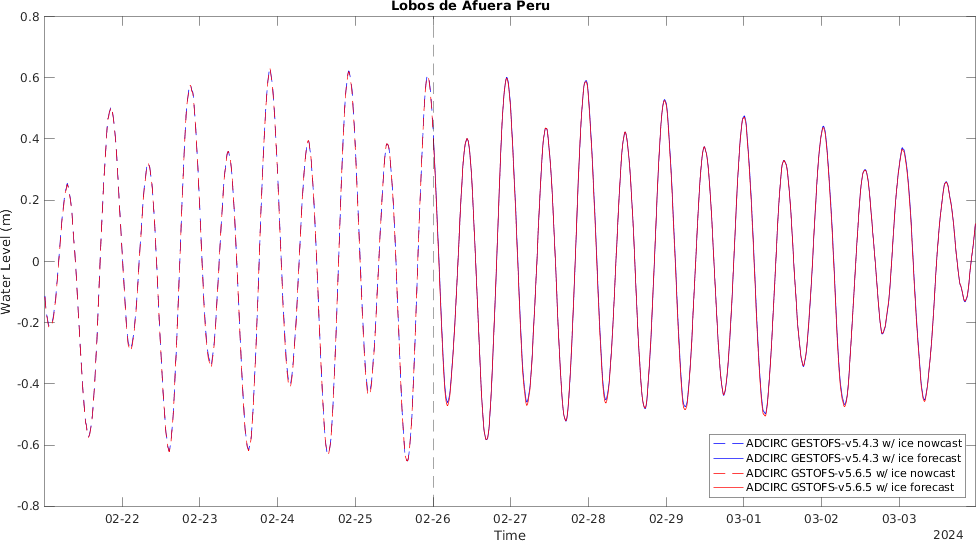 Lobos de Afuera Peru
0.8
0.6
0.4
0.2
0
-0.2
-0.4
-0.6
-0.8
Water Level (m)
ADCIRC GESTOFS-v5.4.3 w/ ice nowcast
ADCIRC GESTOFS-v5.4.3 w/ ice forecast
ADCIRC GSTOFS-v5.6.5 w/ ice nowcast
ADCIRC GSTOFS-v5.6.5 w/ ice forecast
02-22 02-23 02-24 02-25 02-26 02-27 02-28 02-29 03-01 03-02 03-03
Time
2024